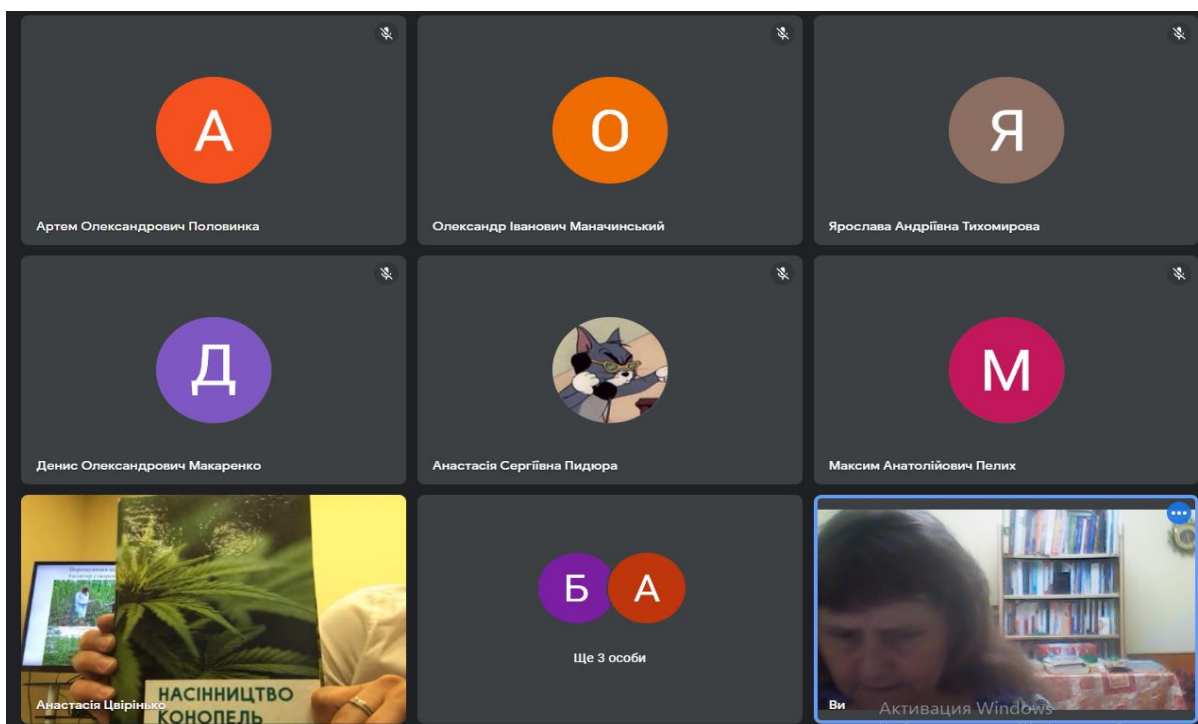 А
О
Я
Артем Олександрович Половинка
Олександр Іванович Маначинський
Ярослава Андріївна Тихомирова
Д
М
Денис Олександрович Макаренко
Анастасія Сергіївна Пидюра
Максим Анатолійович Пелих
НАСІННИЦТВО
КОНОПЕЛЬ
Анастасія Цвірінько
Б
А
Ще 3 особи
Ви
Активация Windows